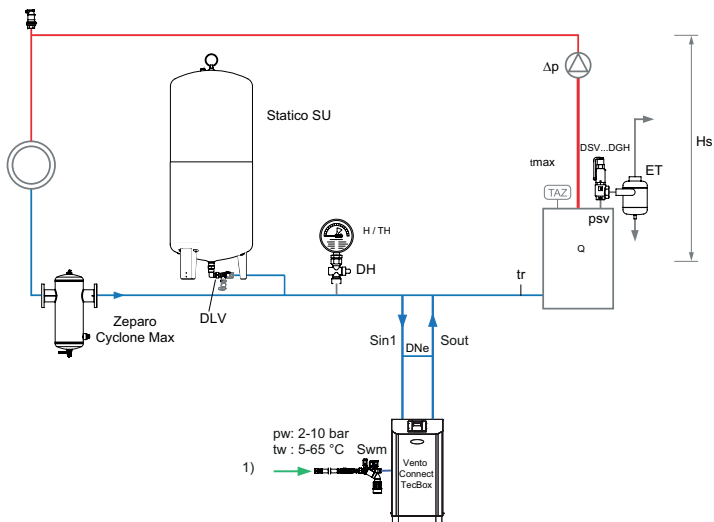 Δp
Statico SU
DSV...DGH
Hs
tmax
ET
TAZ
psv
H / TH
Q
DH
tr
DLV
Zeparo
Cyclone Max
Sin1
DNe
Sout
pw: 2-10 bar
tw : 5-65 °C
Swm
1)
Vento
Connect
TecBox